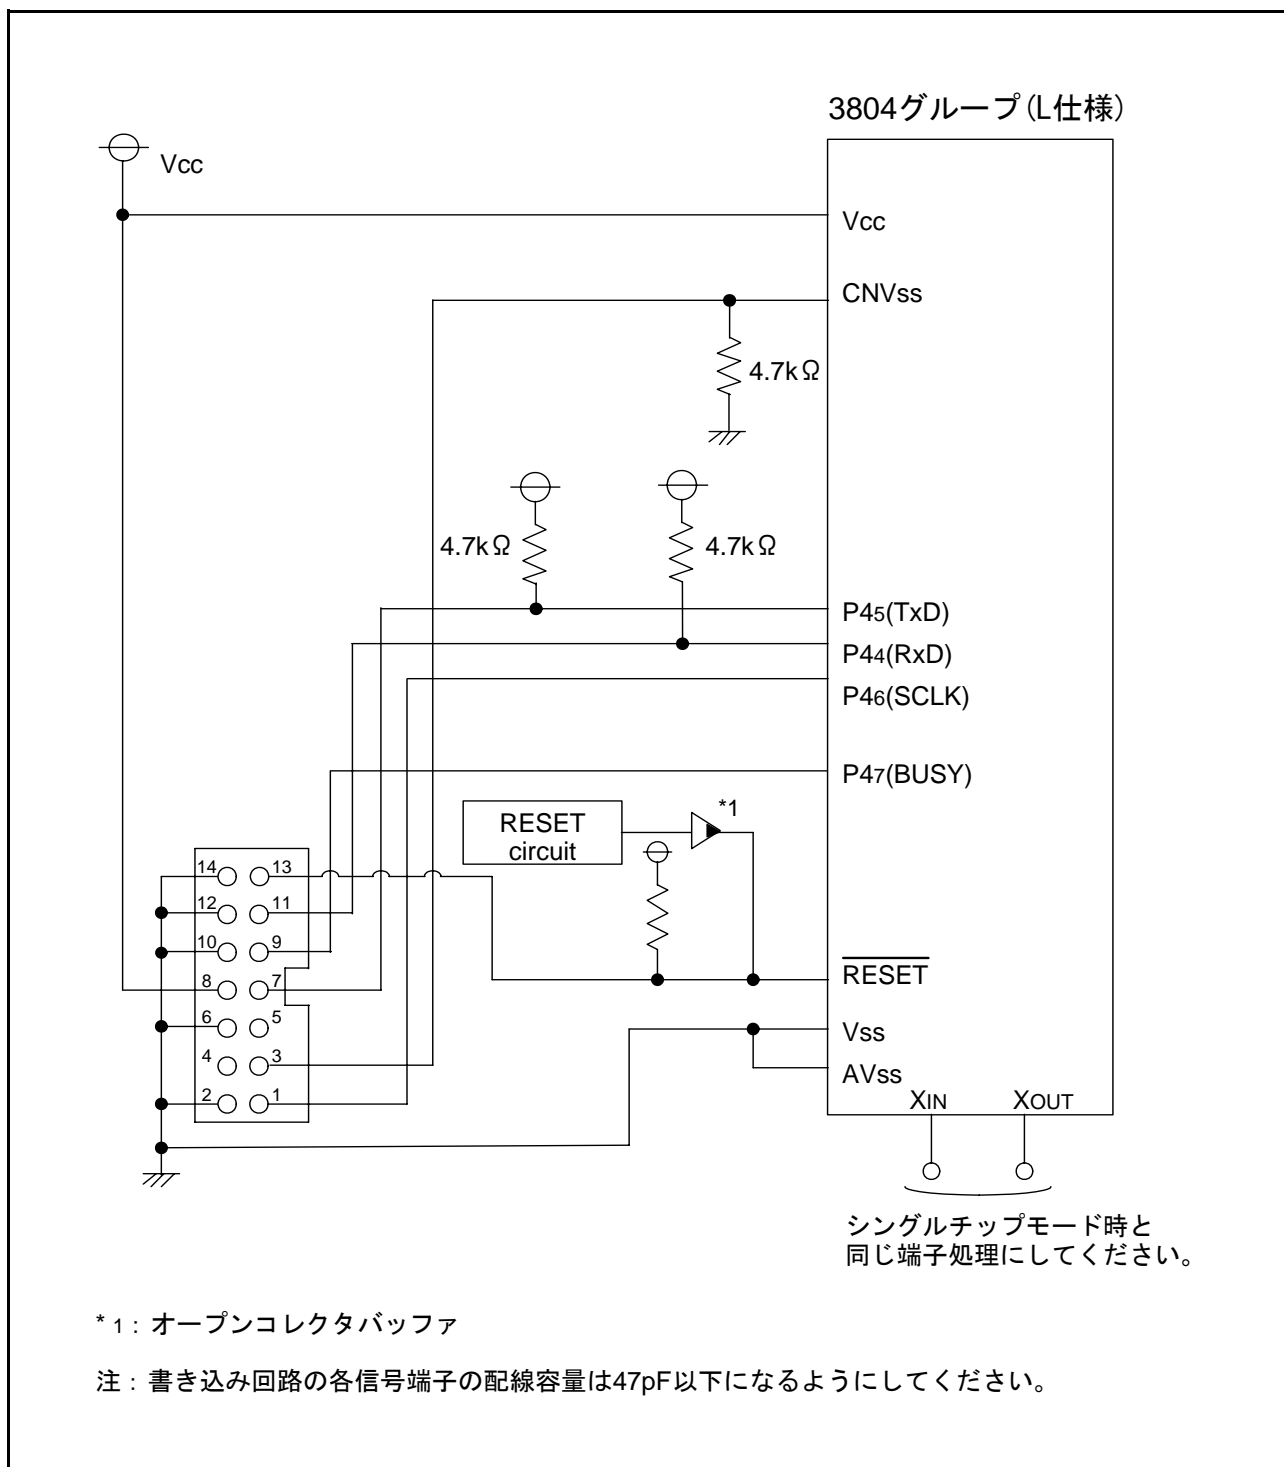 3804グループ(L仕様)
Vcc
Vcc
CNVss
4.7kΩ
4.7kΩ
4.7kΩ
P45(TxD)
P44(RxD)
P46(SCLK)
P47(BUSY)
*1
RESET
circuit
14 13
12 11
10 9
8 7
6 5
4 3
2 1
RESET
Vss
AVss
XIN XOUT
シングルチップモード時と
同じ端子処理にしてください。
* 1 : オープンコレクタバッファ
注 : 書き込み回路の各信号端子の配線容量は47pF以下になるようにしてください。